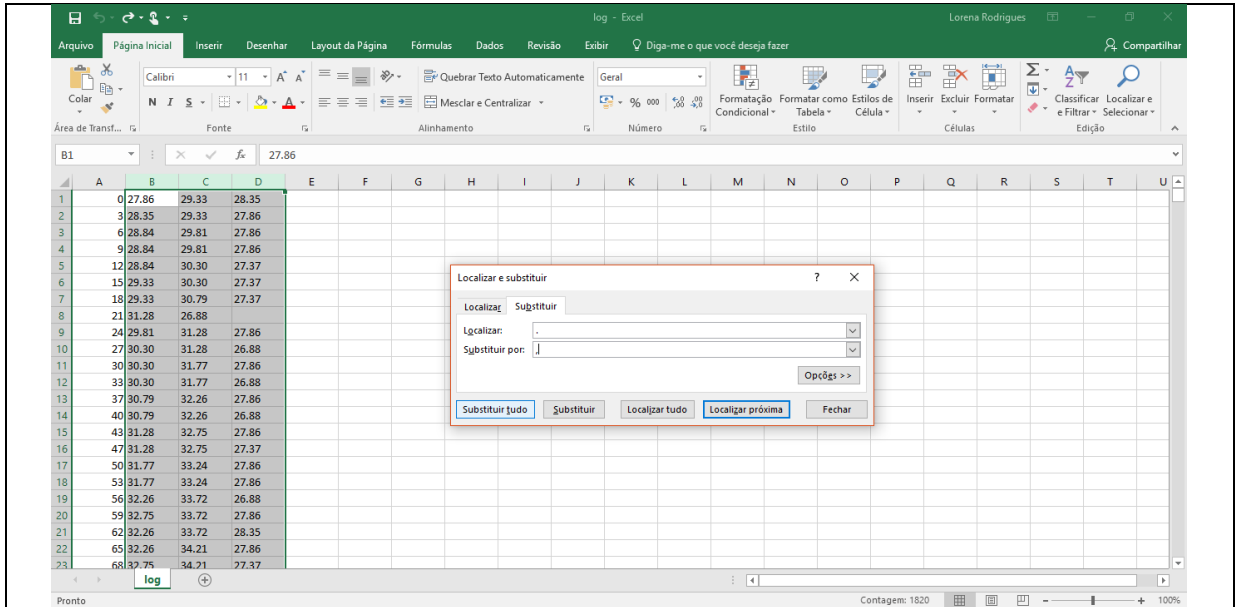 log - Excel
Lorena Rodrigues
Arquivo Página Inicial Inserir Desenhar Layout da Página Fórmulas Dados Revisão Exibir Diga-me o que você deseja fazer
Compartilhar
Colar
Calibri 11
N I S
Quebrar Texto Automaticamente
Mesclar e Centralizar
Geral
% 000
Formatação Condicional
Formatar como Tabela
Estilos de Célula
Inserir Excluir Formatar
Classificar e Filtrar
Localizar e Selecionar
Área de Transf... Fonte Alinhamento Número Estilo Células Edição
B1 fx 27.86
A B C D E F G H I J K L M N O P Q R S T U
1 0 27.86 29.33 28.35
2 3 28.35 29.33 27.86
3 6 28.84 29.81 27.86
4 9 28.84 29.81 27.86
5 12 28.84 30.30 27.37
6 15 29.33 30.30 27.37
7 18 29.33 30.79 27.37
8 21 31.28 26.88
9 24 29.81 31.28 27.86
10 27 30.30 31.28 26.88
11 30 30.30 31.77 27.86
12 33 30.30 31.77 26.88
13 37 30.79 32.26 27.86
14 40 30.79 32.26 26.88
15 43 31.28 32.75 27.86
16 47 31.28 32.75 27.37
17 50 31.77 33.24 27.86
18 53 31.77 33.24 27.86
19 56 32.26 33.72 26.88
20 59 32.75 33.72 27.86
21 62 32.26 33.72 28.35
22 65 32.26 34.21 27.86
23 68 32.75 34.21 27.37
Localizar e substituir ? X
Localizar Substituir
Localizar: .
Substituir por: ,
Opções >>
Substituir tudo Substituir Localizar tudo Localizar próxima Fechar
log
Pronto
Contagem: 1820
100%